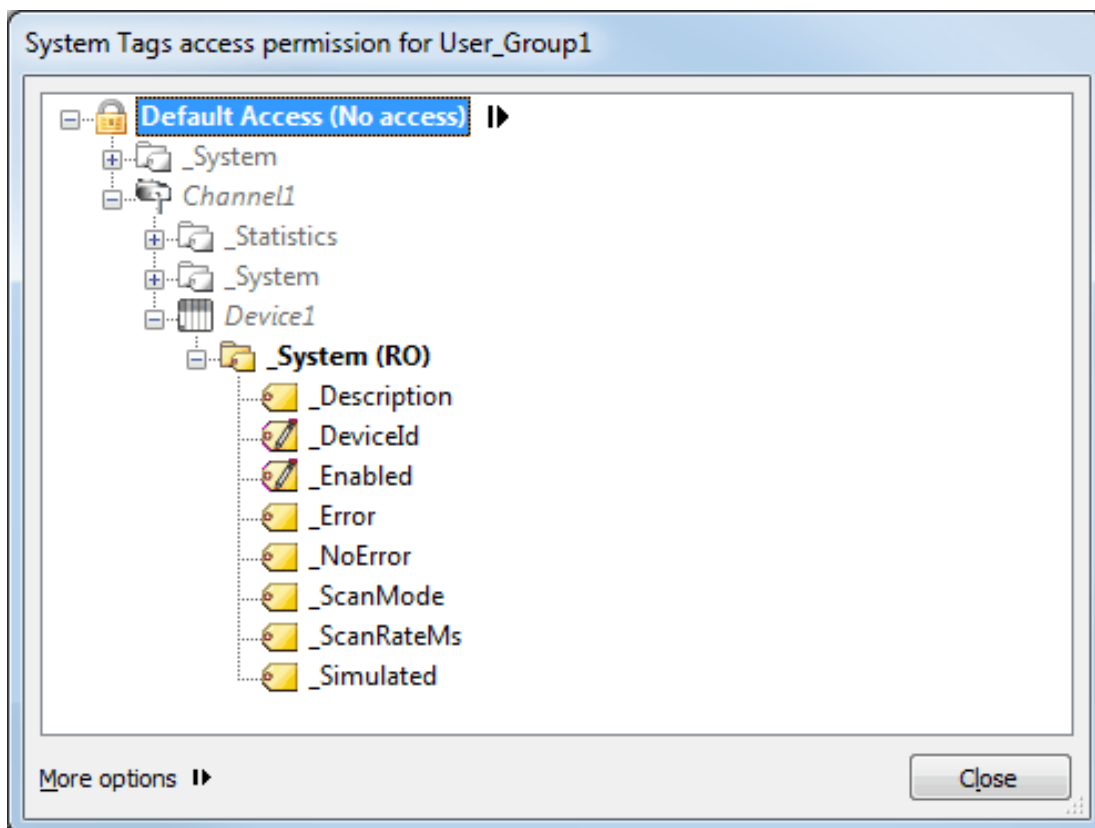 System Tags access permission for User_Group1
Default Access (No access)
_System
Channel1
_Statistics
_System
Device1
_System (RO)
_Description
_DeviceId
_Enabled
_Error
_NoError
_ScanMode
_ScanRateMs
_Simulated
More options
Close